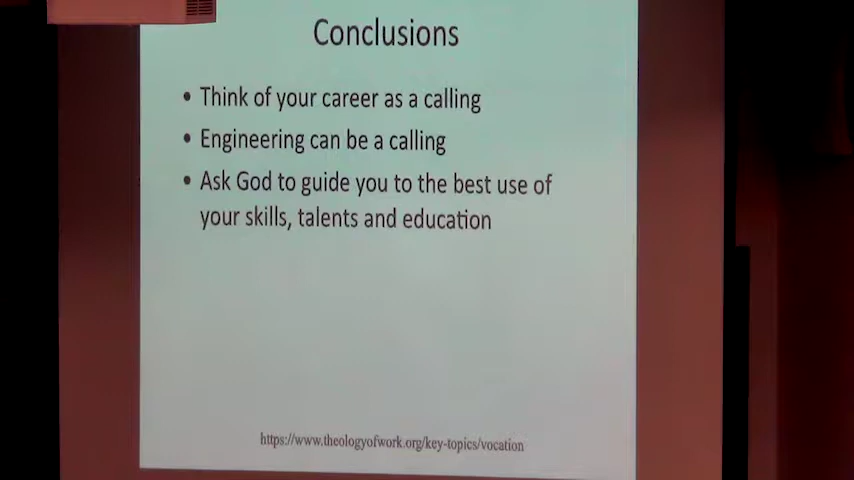 Conclusions
• Think of your career as a calling
• Engineering can be a calling
• Ask God to guide you to the best use of
your skills, talents and education
https://www.theologyofwork.org/key-topics/vocation